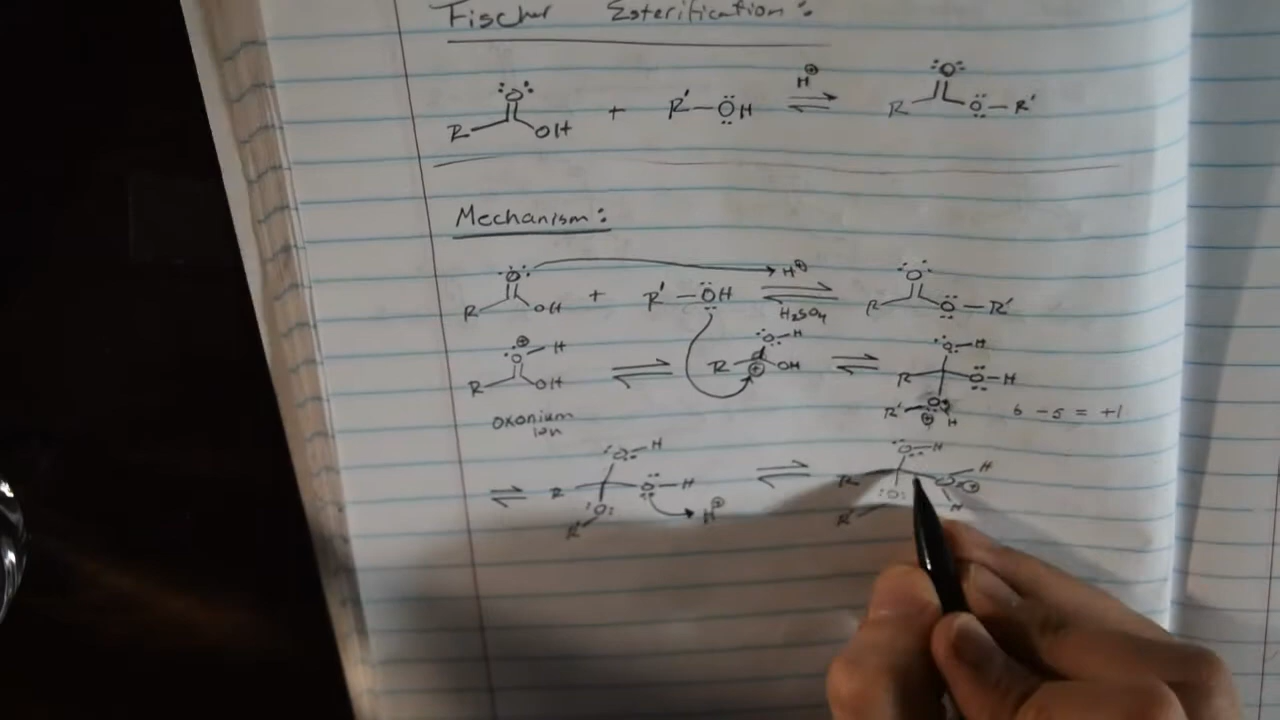 Fischer Esterification:
R O: OH + R' – ÖH H⊕ ⇌ R :O: Ö – R'
Mechanism:
R :O: OH + R' – ÖH → H⊕ ⇌ H₂SO₄ R :O: Ö – R'
R O⊕ – H OH ⇌ R ⊕ :Ö – H OH ⇌ R :Ö – H Ö – H R' – O ⊕ H 6 - 5 = +1
oxonium
ion
⇌ R :Ö – H Ö – H :O: R' H⊕ ⇌ R :Ö – H O⊕ H H :O: R'